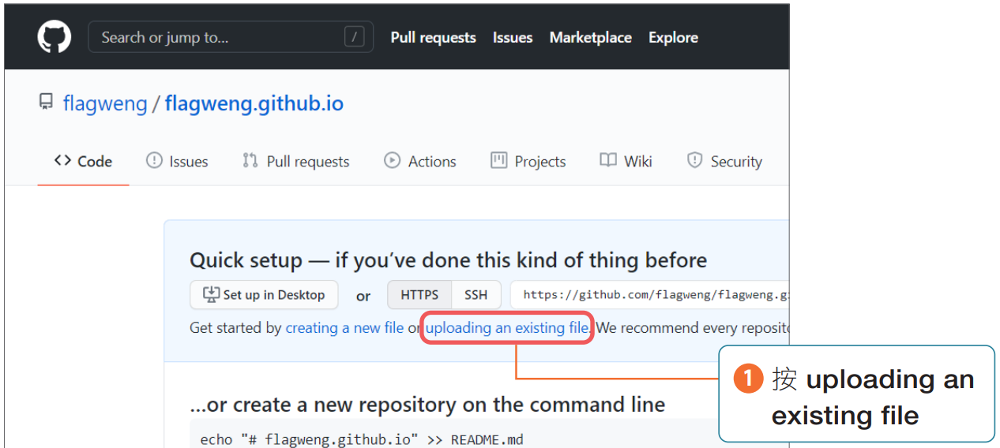 Search or jump to... /
Pull requests Issues Marketplace Explore
flagweng / flagweng.github.io
<> Code Issues Pull requests Actions Projects Wiki Security
Quick setup — if you’ve done this kind of thing before
Set up in Desktop or HTTPS SSH https://github.com/flagweng/flagweng.gi
Get started by creating a new file or uploading an existing file. We recommend every reposito
1 按 uploading an
existing file
…or create a new repository on the command line
echo "# flagweng.github.io" >> README.md